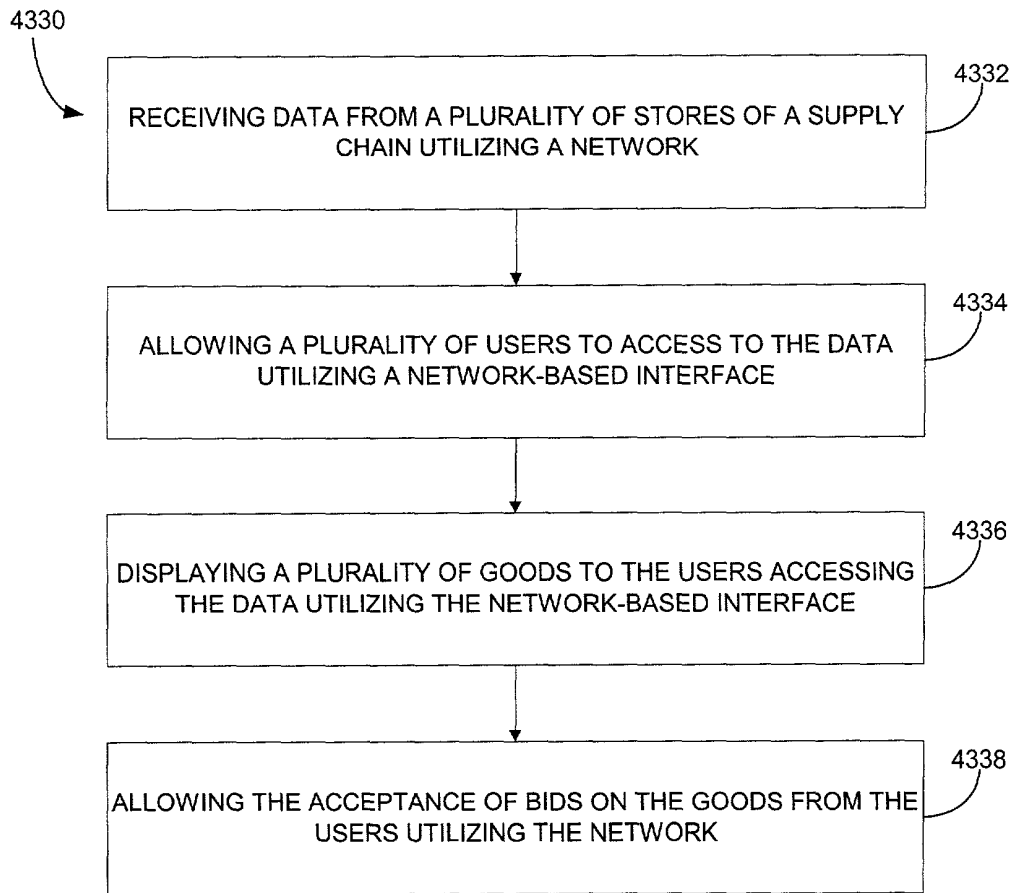 4330
4332
RECEIVING DATA FROM A PLURALITY OF STORES OF A SUPPLY
CHAIN UTILIZING A NETWORK
4334
ALLOWING A PLURALITY OF USERS TO ACCESS TO THE DATA
UTILIZING A NETWORK-BASED INTERFACE
4336
DISPLAYING A PLURALITY OF GOODS TO THE USERS ACCESSING
THE DATA UTILIZING THE NETWORK-BASED INTERFACE
4338
ALLOWING THE ACCEPTANCE OF BIDS ON THE GOODS FROM THE
USERS UTILIZING THE NETWORK